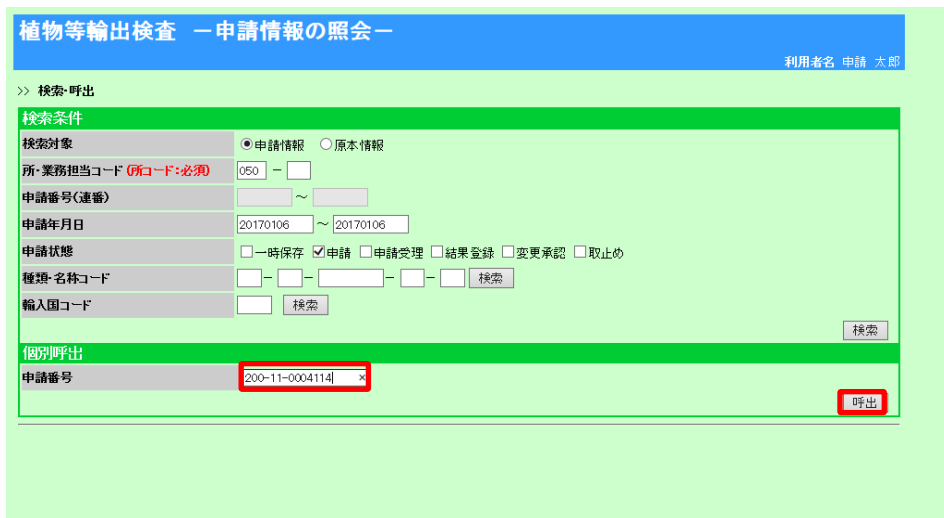 植物等輸出検査 －申請情報の照会－
利用者名 申請 太郎
>> 検索・呼出
検索条件
検索対象 申請情報 原本情報
所・業務担当コード (所コード：必須) 050 －
申請番号(連番) ～
申請年月日 20170106 ～ 20170106
申請状態 一時保存 申請 申請受理 結果登録 変更承認 取止め
種類・名称コード － － － － 検索
輸入国コード 検索
検索
個別呼出
申請番号 200-11-0004114 ×
呼出